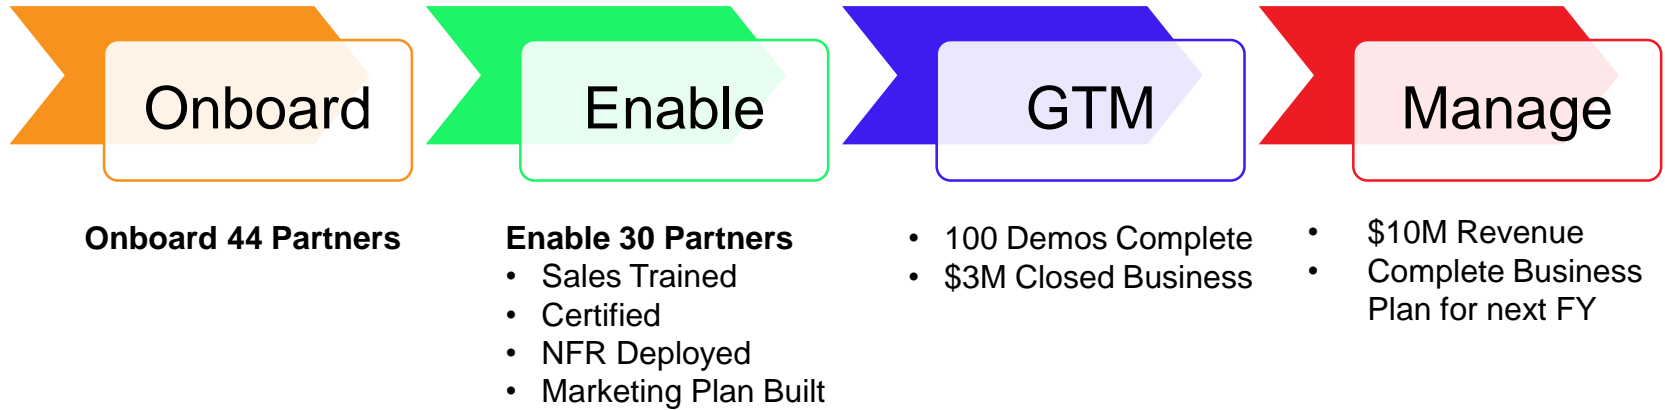 Onboard
Enable
GTM
Manage
Onboard 44 Partners
Enable 30 Partners
• Sales Trained
• Certified
• NFR Deployed
• Marketing Plan Built
• 100 Demos Complete
• $3M Closed Business
• $10M Revenue
• Complete Business
Plan for next FY